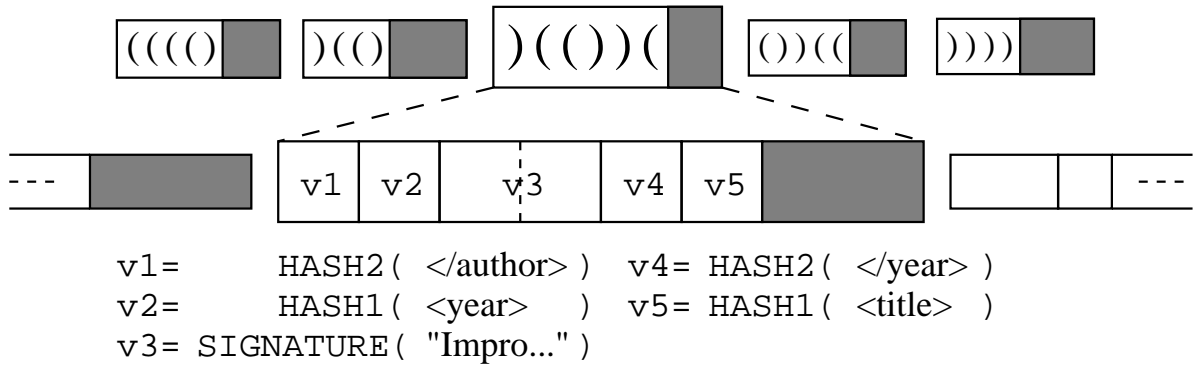 (((() )(() )(())( ())(( ))))
--- v1 v2 v3 v4 v5 ---
v1= HASH2( </author> ) v4= HASH2( </year> )
v2= HASH1( <year> ) v5= HASH1( <title> )
v3= SIGNATURE( "Impro..." )